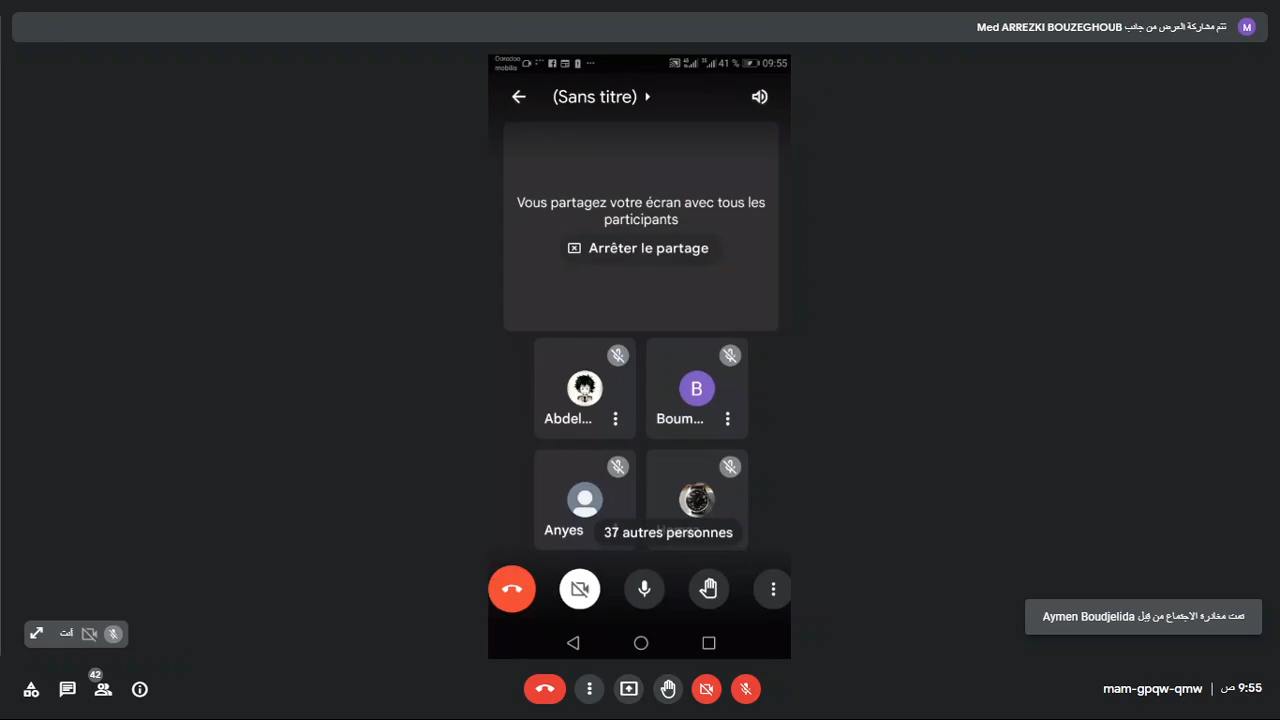 تتم مشاركة العرض من جانب Med ARREZKI BOUZEGHOUB
M
Ooredoo
mobilis
41 % 09:55
(Sans titre)
Vous partagez votre écran avec tous les
participants
Arrêter le partage
B
Abdel... Boum...
Anyes
37 autres personnes
تمت مغادرة الاجتماع من قِبل Aymen Boudjelida
أنت
42
mam-gpqw-qmw | 9:55 ص